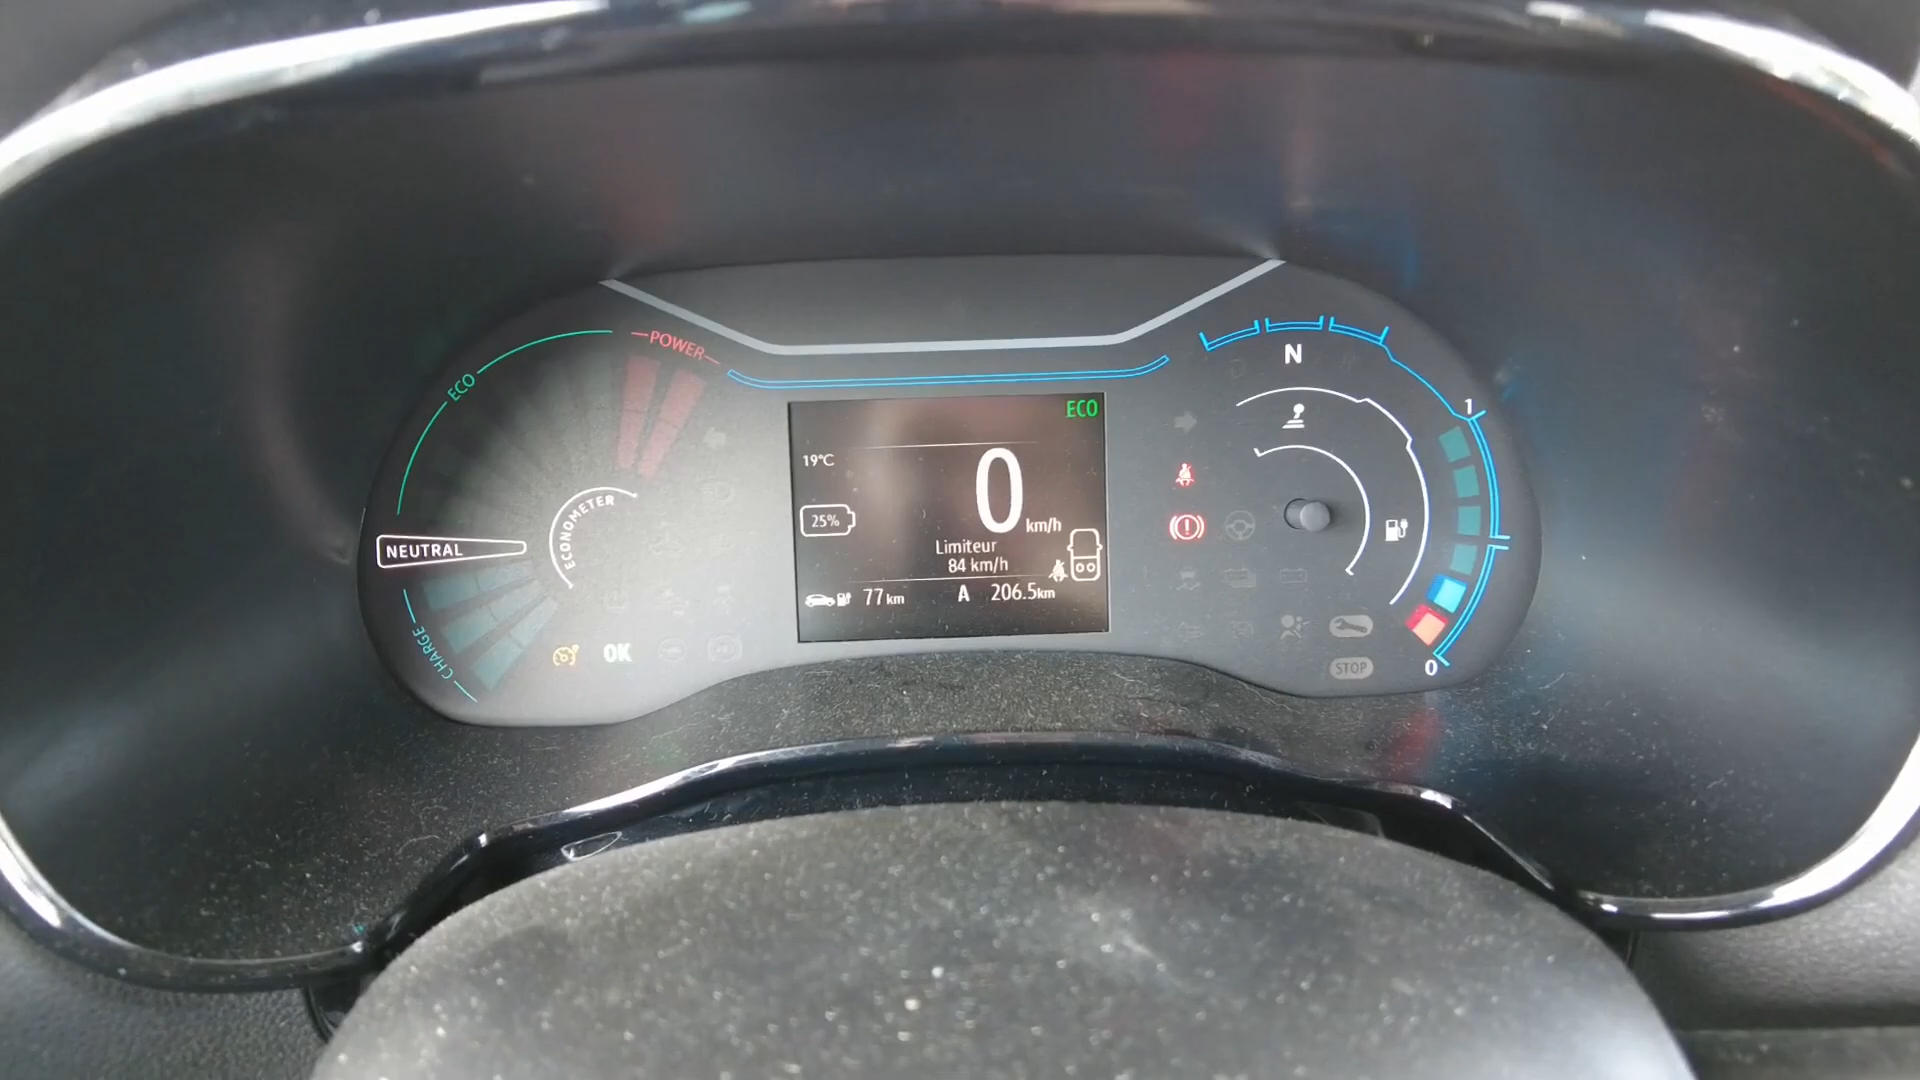 POWER
ECO
NEUTRAL
ECONOMETER
CHARGE
OK
ECO
19°C
0
km/h
25%
Limiteur
84 km/h
77 km
A 206.5km
N
1
0
STOP